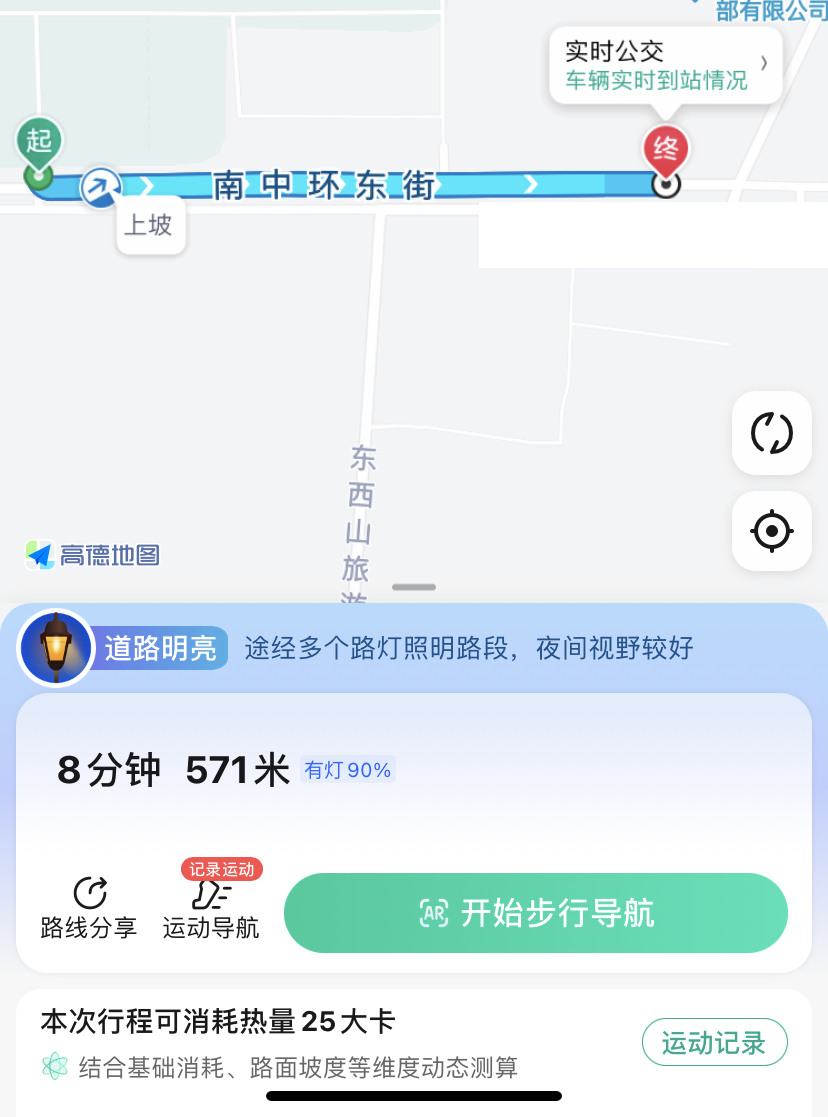 部有限公司
实时公交
车辆实时到站情况
起
终
南中环东街
上坡
东西山旅游
高德地图
道路明亮
途经多个路灯照明路段，夜间视野较好
8分钟 571米 有灯90%
记录运动
路线分享
运动导航
AR 开始步行导航
本次行程可消耗热量25大卡
结合基础消耗、路面坡度等维度动态测算
运动记录